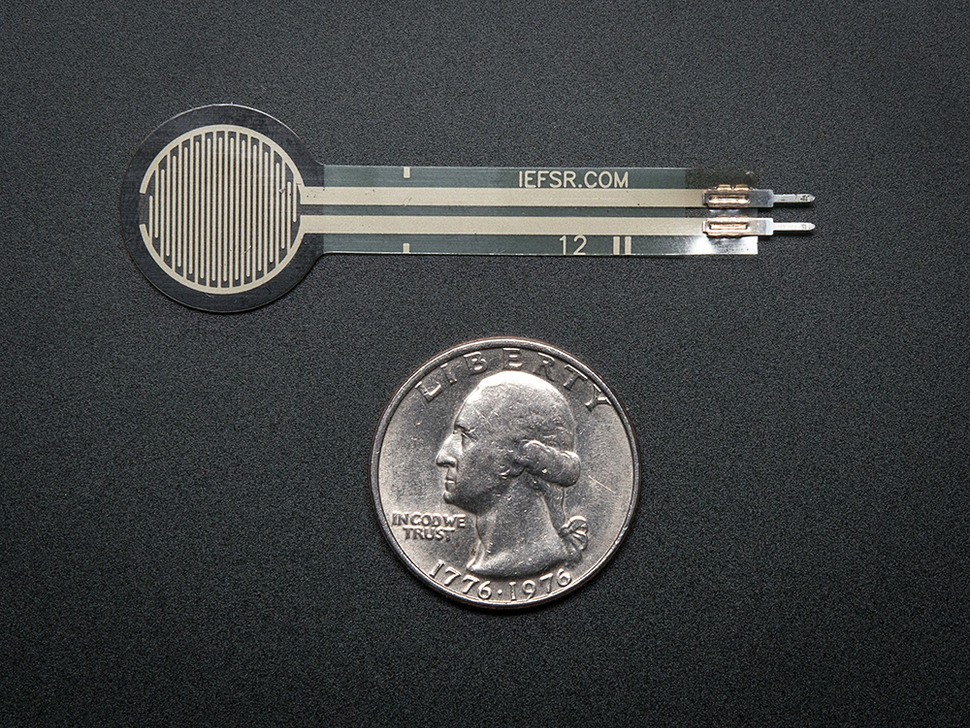 IEFSR.COM
12
LIBERTY
IN GOD WE
TRUST
1776·1976